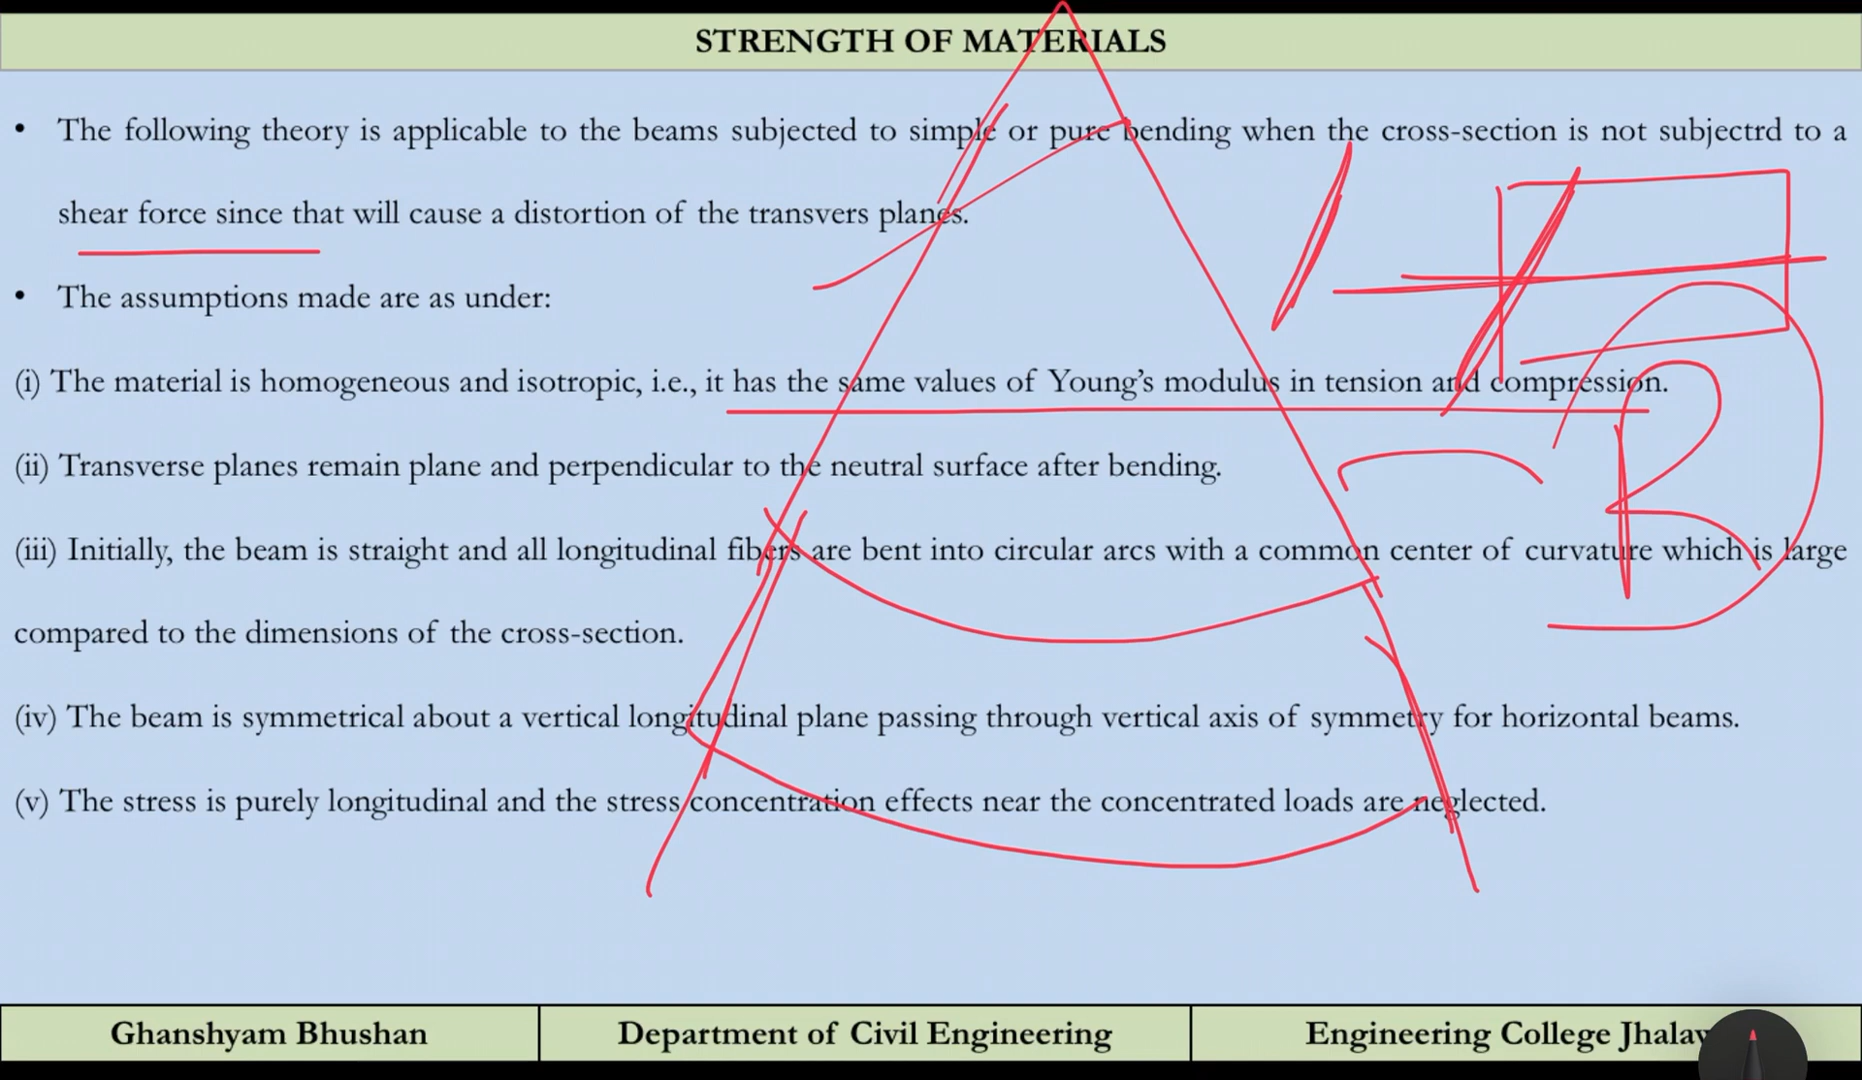 STRENGTH OF MATERIALS
• The following theory is applicable to the beams subjected to simple or pure bending when the cross-section is not subjectrd to a
shear force since that will cause a distortion of the transvers planes.
• The assumptions made are as under:
(i) The material is homogeneous and isotropic, i.e., it has the same values of Young's modulus in tension and compression.
(ii) Transverse planes remain plane and perpendicular to the neutral surface after bending.
(iii) Initially, the beam is straight and all longitudinal fibers are bent into circular arcs with a common center of curvature which is large
compared to the dimensions of the cross-section.
(iv) The beam is symmetrical about a vertical longitudinal plane passing through vertical axis of symmetry for horizontal beams.
(v) The stress is purely longitudinal and the stress concentration effects near the concentrated loads are neglected.
R
Ghanshyam Bhushan
Department of Civil Engineering
Engineering College